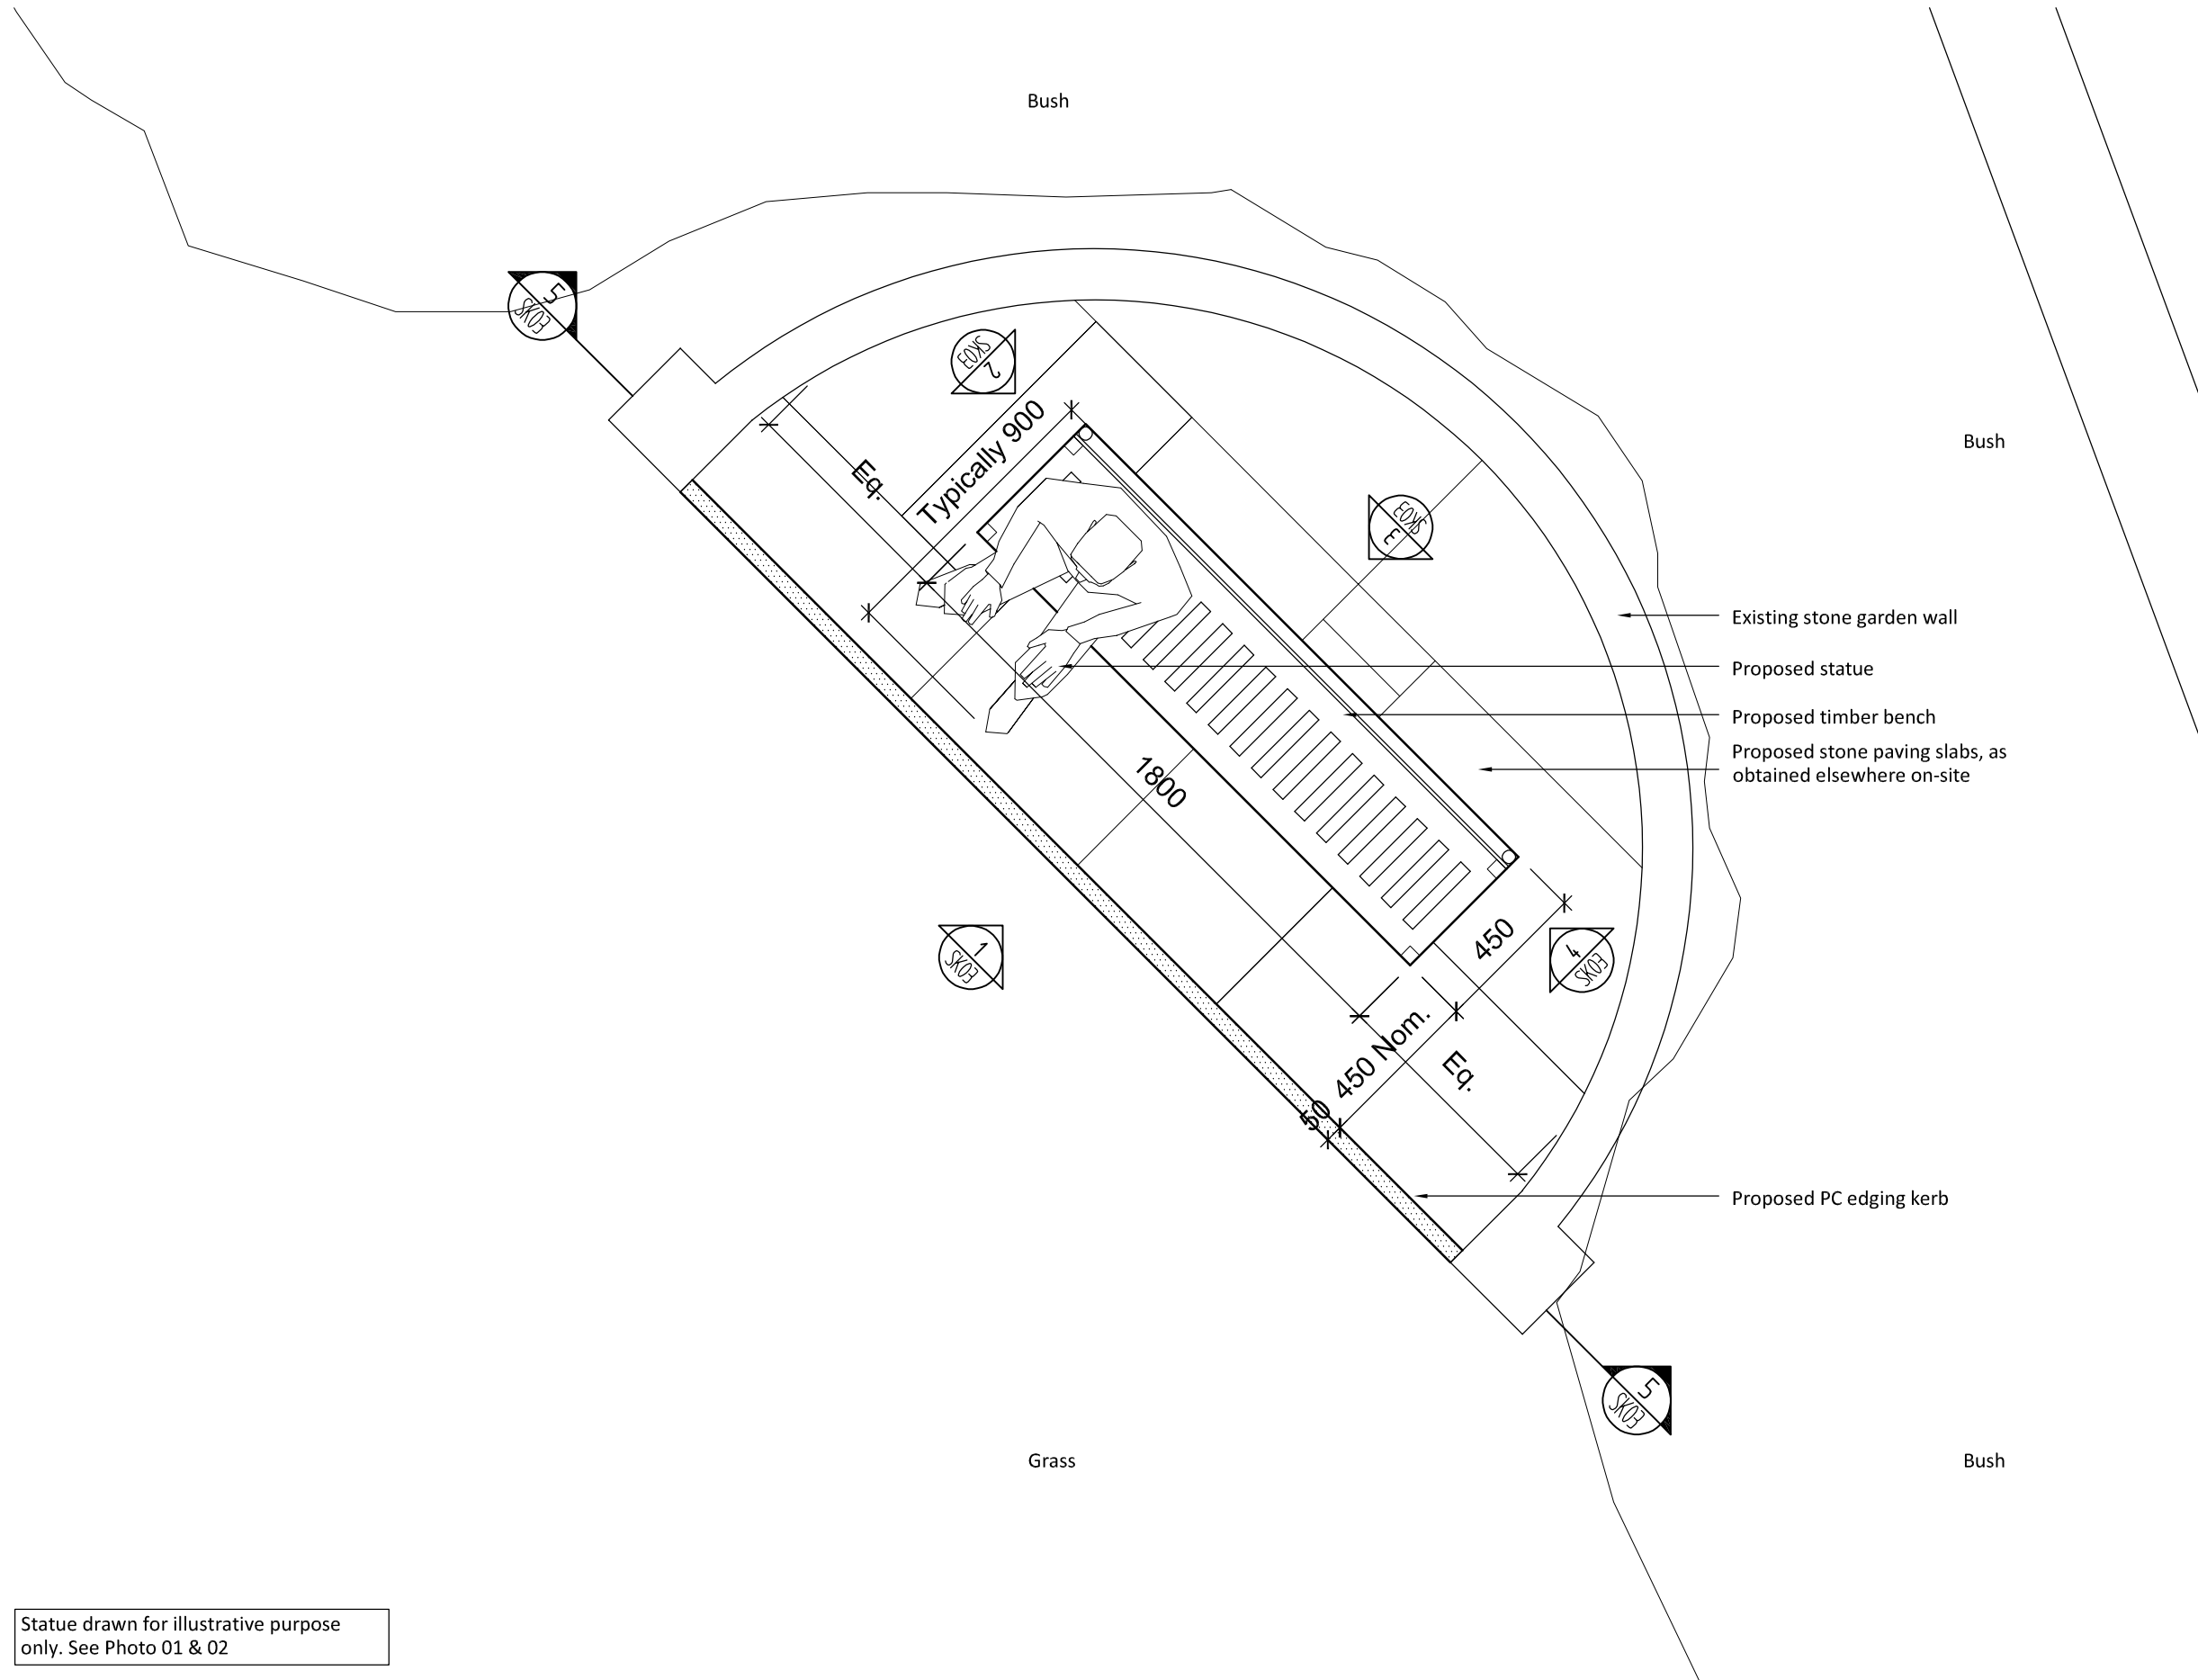 Bush
5
SK03
2
SK03
Typically 900
Eq.
Bush
3
SK03
Existing stone garden wall
Proposed statue
Proposed timber bench
Proposed stone paving slabs, as
obtained elsewhere on-site
1800
450
1
SK03
4
SK03
450 Nom.
Eq.
50
Proposed PC edging kerb
5
SK03
Grass
Bush
Statue drawn for illustrative purpose
only. See Photo 01 & 02